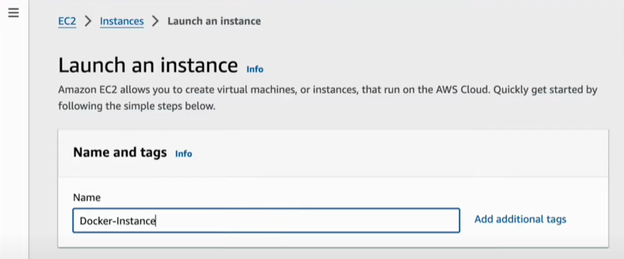 EC2 > Instances > Launch an instance
Launch an instance Info
Amazon EC2 allows you to create virtual machines, or instances, that run on the AWS Cloud. Quickly get started by
following the simple steps below.
Name and tags Info
Name
Docker-Instance
Add additional tags